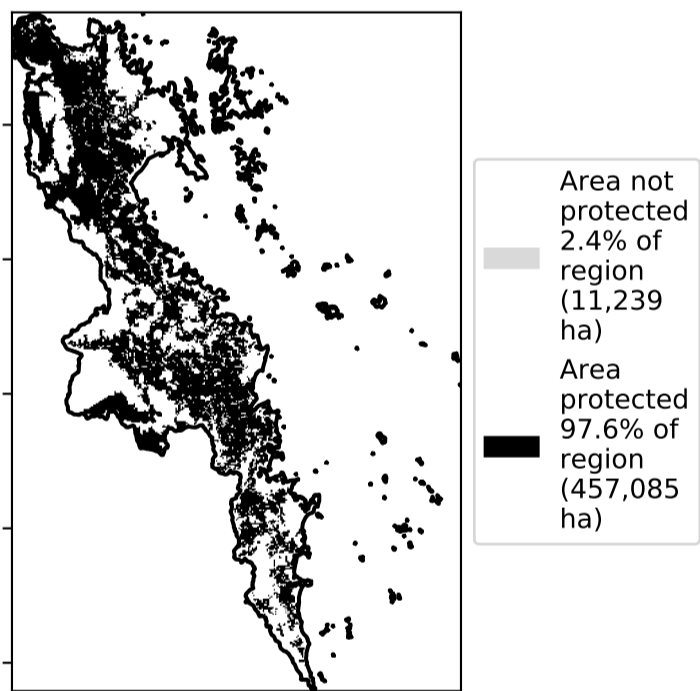 Area not
protected
2.4% of
region
(11,239
ha)
Area
protected
97.6% of
region
(457,085
ha)